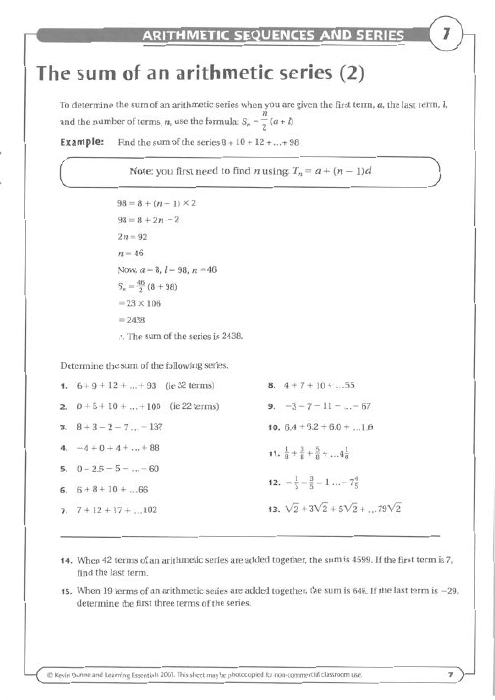 ARITHMETIC SEQUENCES AND SERIES
7
The sum of an arithmetic series (2)
To determine the sum of an arithmetic series when you are given the first term, a, the last term, l,
and the number of terms, n, use the formula: Sₙ = n/2 (a + l)
Example: Find the sum of the series 8 + 10 + 12 + ... + 98
Note: you first need to find n using: Tₙ = a + (n − 1)d
98 = 8 + (n − 1) × 2
98 = 8 + 2n − 2
2n = 92
n = 46
Now, a = 8, l = 98, n = 46
Sₙ = 46/2 (8 + 98)
= 23 × 106
= 2438
∴ The sum of the series is 2438.
Determine the sum of the following series.
1. 6 + 9 + 12 + ... + 93 (ie 32 terms)
2. 0 + 5 + 10 + ... + 105 (ie 22 terms)
3. 8 + 3 − 2 − 7 ... − 137
4. −4 + 0 + 4 + ... + 88
5. 0 − 2.5 − 5 − ... − 60
6. 6 + 8 + 10 + ...66
7. 7 + 12 + 17 + ...102
8. 4 + 7 + 10 + ...55
9. −3 − 7 − 11 − ... − 67
10. 6.4 + 6.2 + 6.0 + ...1.0
11. 1/8 + 3/8 + 5/8 + ...4 1/8
12. − 1/5 − 3/5 − 1 ... − 7 4/5
13. √2 + 3√2 + 5√2 + ...79√2
14. When 42 terms of an arithmetic series are added together, the sum is 4599. If the first term is 7,
find the last term.
15. When 19 terms of an arithmetic series are added together, the sum is 646. If the last term is −29,
determine the first three terms of the series.
© Kevin Dunne and Learning Essentials 2001. This sheet may be photocopied for non-commercial classroom use.
7